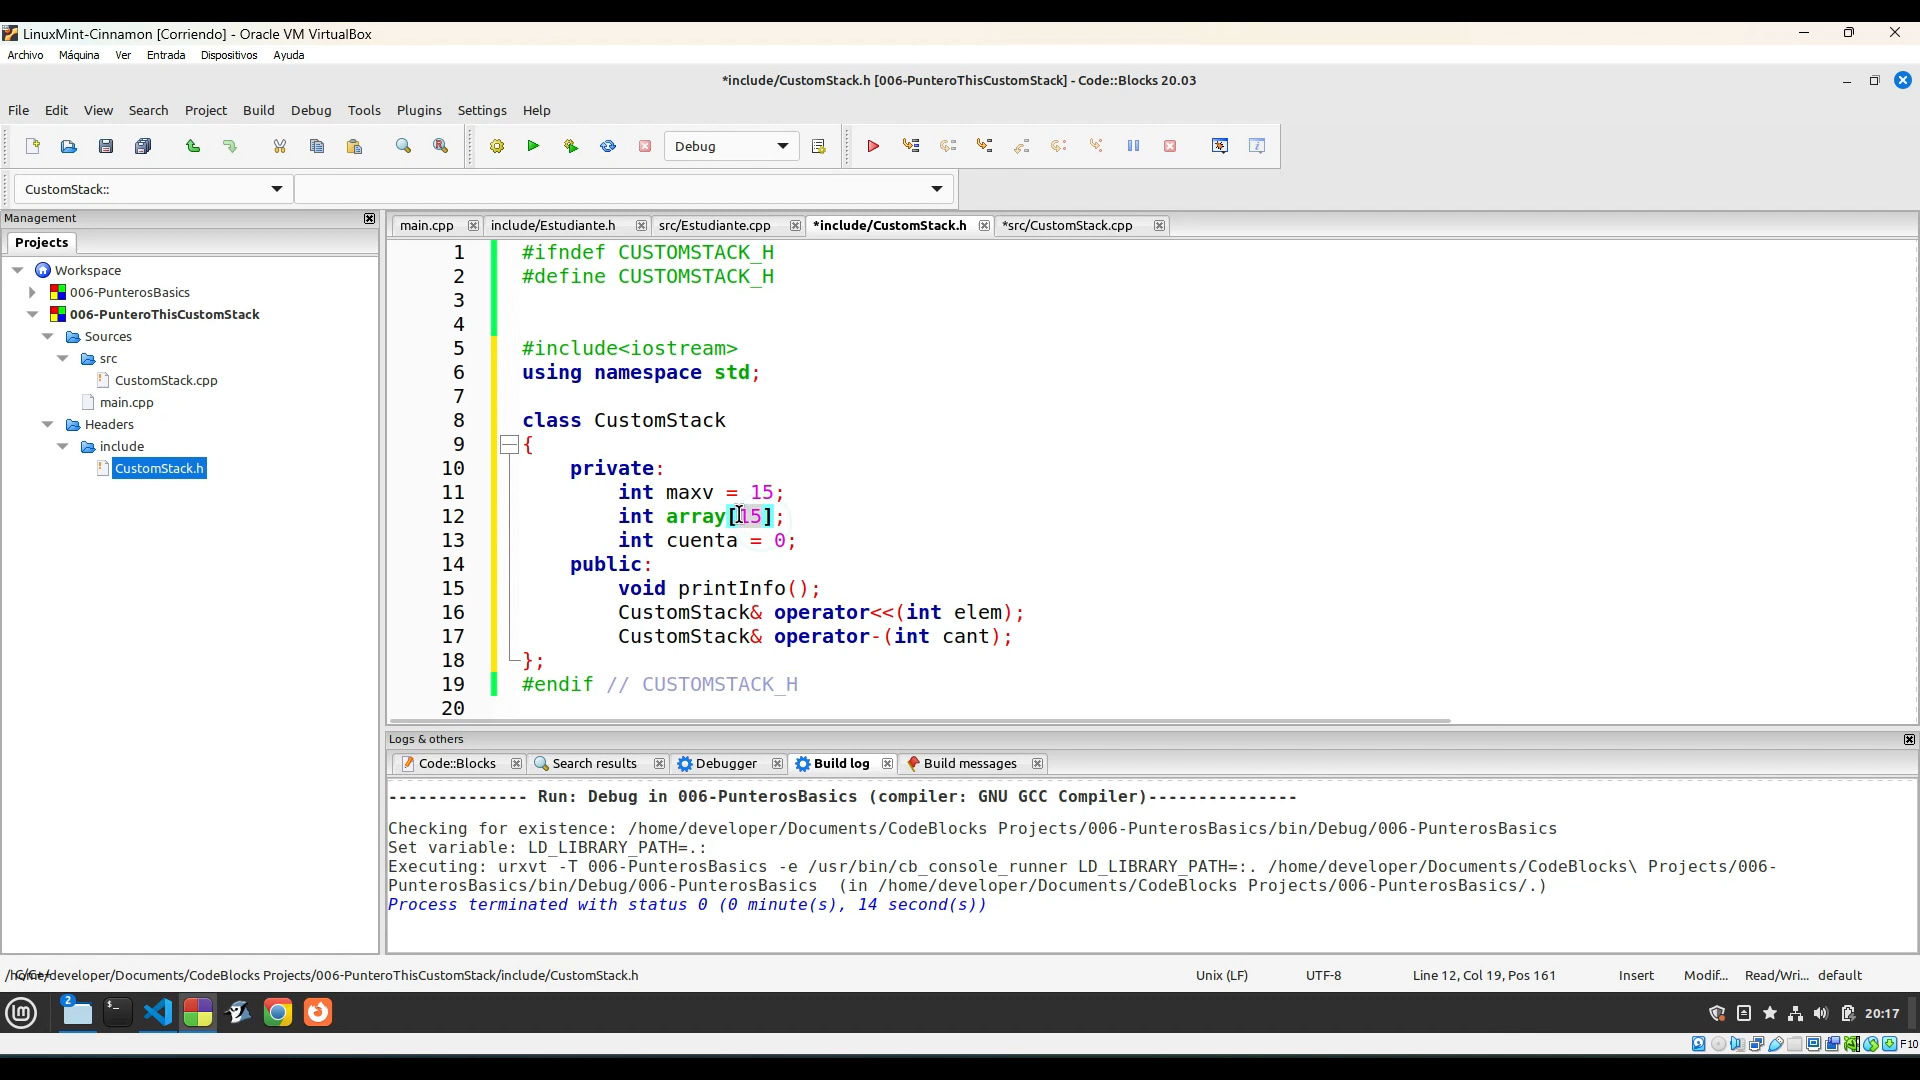 LinuxMint-Cinnamon [Corriendo] - Oracle VM VirtualBox
Archivo Máquina Ver Entrada Dispositivos Ayuda
*include/CustomStack.h [006-PunteroThisCustomStack] - Code::Blocks 20.03
File Edit View Search Project Build Debug Tools Plugins Settings Help
Debug
CustomStack::
Management
Projects
Workspace
006-PunterosBasics
006-PunteroThisCustomStack
Sources
src
CustomStack.cpp
main.cpp
Headers
include
CustomStack.h
main.cpp include/Estudiante.h src/Estudiante.cpp *include/CustomStack.h *src/CustomStack.cpp
1 #ifndef CUSTOMSTACK_H
2 #define CUSTOMSTACK_H
3
4
5 #include<iostream>
6 using namespace std;
7
8 class CustomStack
9 {
10 private:
11 int maxv = 15;
12 int array[15];
13 int cuenta = 0;
14 public:
15 void printInfo();
16 CustomStack& operator<<(int elem);
17 CustomStack& operator-(int cant);
18 };
19 #endif // CUSTOMSTACK_H
20
Logs & others
Code::Blocks Search results Debugger Build log Build messages
-------------- Run: Debug in 006-PunterosBasics (compiler: GNU GCC Compiler)---------------
Checking for existence: /home/developer/Documents/CodeBlocks Projects/006-PunterosBasics/bin/Debug/006-PunterosBasics
Set variable: LD_LIBRARY_PATH=.:
Executing: urxvt -T 006-PunterosBasics -e /usr/bin/cb_console_runner LD_LIBRARY_PATH=:. /home/developer/Documents/CodeBlocks\ Projects/006-
PunterosBasics/bin/Debug/006-PunterosBasics  (in /home/developer/Documents/CodeBlocks Projects/006-PunterosBasics/.)
Process terminated with status 0 (0 minute(s), 14 second(s))
/home/developer/Documents/CodeBlocks Projects/006-PunteroThisCustomStack/include/CustomStack.h Unix (LF) UTF-8 Line 12, Col 19, Pos 161 Insert Modif... Read/Wri... default
2
20:17
F10